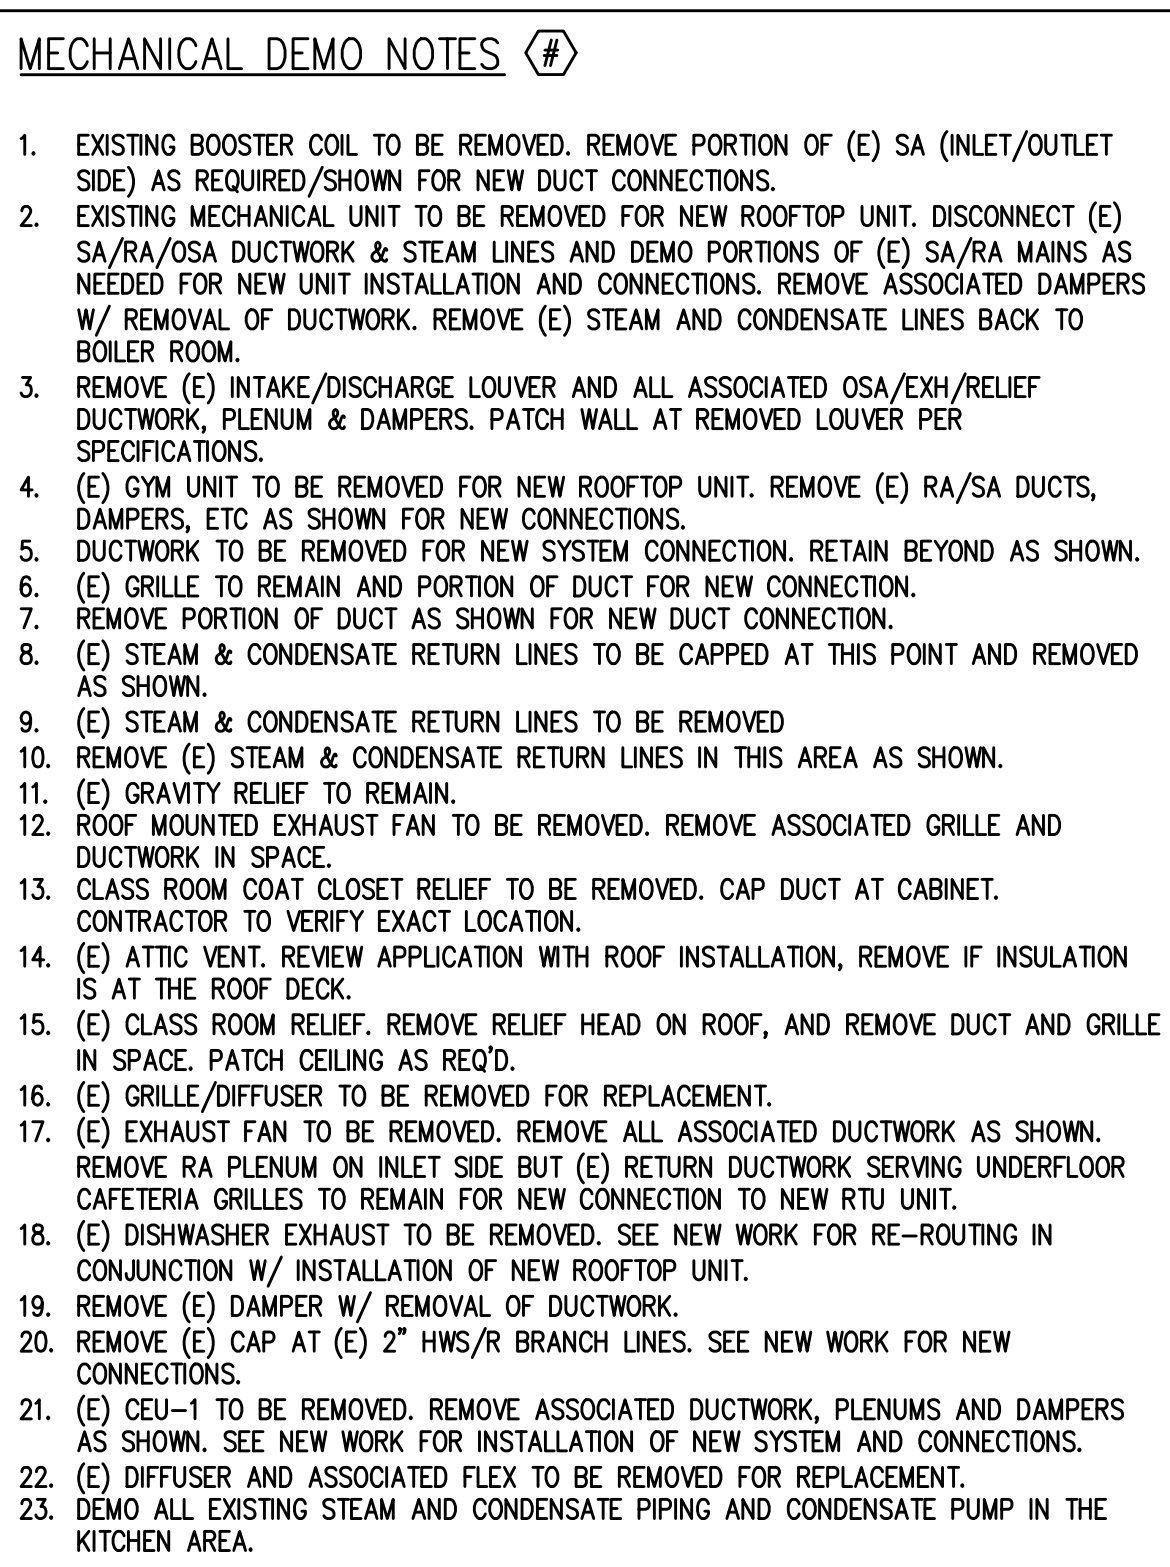 MECHANICAL DEMO NOTES #
1. EXISTING BOOSTER COIL TO BE REMOVED. REMOVE PORTION OF (E) SA (INLET/OUTLET
SIDE) AS REQUIRED/SHOWN FOR NEW DUCT CONNECTIONS.
2. EXISTING MECHANICAL UNIT TO BE REMOVED FOR NEW ROOFTOP UNIT. DISCONNECT (E)
SA/RA/OSA DUCTWORK & STEAM LINES AND DEMO PORTIONS OF (E) SA/RA MAINS AS
NEEDED FOR NEW UNIT INSTALLATION AND CONNECTIONS. REMOVE ASSOCIATED DAMPERS
W/ REMOVAL OF DUCTWORK. REMOVE (E) STEAM AND CONDENSATE LINES BACK TO
BOILER ROOM.
3. REMOVE (E) INTAKE/DISCHARGE LOUVER AND ALL ASSOCIATED OSA/EXH/RELIEF
DUCTWORK, PLENUM & DAMPERS. PATCH WALL AT REMOVED LOUVER PER
SPECIFICATIONS.
4. (E) GYM UNIT TO BE REMOVED FOR NEW ROOFTOP UNIT. REMOVE (E) RA/SA DUCTS,
DAMPERS, ETC AS SHOWN FOR NEW CONNECTIONS.
5. DUCTWORK TO BE REMOVED FOR NEW SYSTEM CONNECTION. RETAIN BEYOND AS SHOWN.
6. (E) GRILLE TO REMAIN AND PORTION OF DUCT FOR NEW CONNECTION.
7. REMOVE PORTION OF DUCT AS SHOWN FOR NEW DUCT CONNECTION.
8. (E) STEAM & CONDENSATE RETURN LINES TO BE CAPPED AT THIS POINT AND REMOVED
AS SHOWN.
9. (E) STEAM & CONDENSATE RETURN LINES TO BE REMOVED
10. REMOVE (E) STEAM & CONDENSATE RETURN LINES IN THIS AREA AS SHOWN.
11. (E) GRAVITY RELIEF TO REMAIN.
12. ROOF MOUNTED EXHAUST FAN TO BE REMOVED. REMOVE ASSOCIATED GRILLE AND
DUCTWORK IN SPACE.
13. CLASS ROOM COAT CLOSET RELIEF TO BE REMOVED. CAP DUCT AT CABINET.
CONTRACTOR TO VERIFY EXACT LOCATION.
14. (E) ATTIC VENT. REVIEW APPLICATION WITH ROOF INSTALLATION, REMOVE IF INSULATION
IS AT THE ROOF DECK.
15. (E) CLASS ROOM RELIEF. REMOVE RELIEF HEAD ON ROOF, AND REMOVE DUCT AND GRILLE
IN SPACE. PATCH CEILING AS REQ'D.
16. (E) GRILLE/DIFFUSER TO BE REMOVED FOR REPLACEMENT.
17. (E) EXHAUST FAN TO BE REMOVED. REMOVE ALL ASSOCIATED DUCTWORK AS SHOWN.
REMOVE RA PLENUM ON INLET SIDE BUT (E) RETURN DUCTWORK SERVING UNDERFLOOR
CAFETERIA GRILLES TO REMAIN FOR NEW CONNECTION TO NEW RTU UNIT.
18. (E) DISHWASHER EXHAUST TO BE REMOVED. SEE NEW WORK FOR RE-ROUTING IN
CONJUNCTION W/ INSTALLATION OF NEW ROOFTOP UNIT.
19. REMOVE (E) DAMPER W/ REMOVAL OF DUCTWORK.
20. REMOVE (E) CAP AT (E) 2" HWS/R BRANCH LINES. SEE NEW WORK FOR NEW
CONNECTIONS.
21. (E) CEU-1 TO BE REMOVED. REMOVE ASSOCIATED DUCTWORK, PLENUMS AND DAMPERS
AS SHOWN. SEE NEW WORK FOR INSTALLATION OF NEW SYSTEM AND CONNECTIONS.
22. (E) DIFFUSER AND ASSOCIATED FLEX TO BE REMOVED FOR REPLACEMENT.
23. DEMO ALL EXISTING STEAM AND CONDENSATE PIPING AND CONDENSATE PUMP IN THE
KITCHEN AREA.